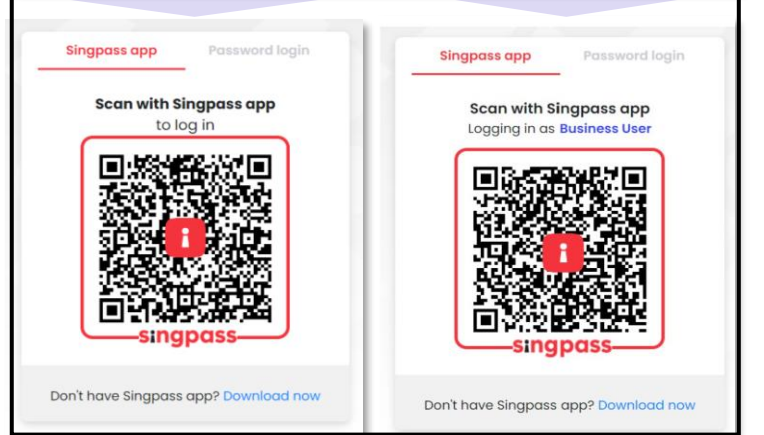 Singpass app Password login
Scan with Singpass app
to log in
singpass
Don't have Singpass app? Download now
Singpass app Password login
Scan with Singpass app
Logging in as Business User
singpass
Don't have Singpass app? Download now